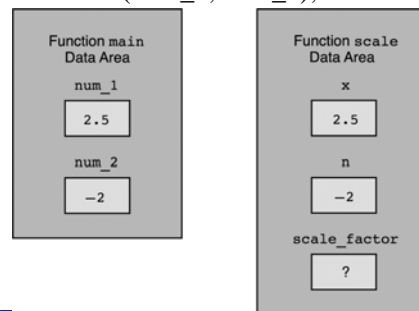 Function main
Data Area
num_1
2.5
num_2
−2
Function scale
Data Area
x
2.5
n
−2
scale_factor
?